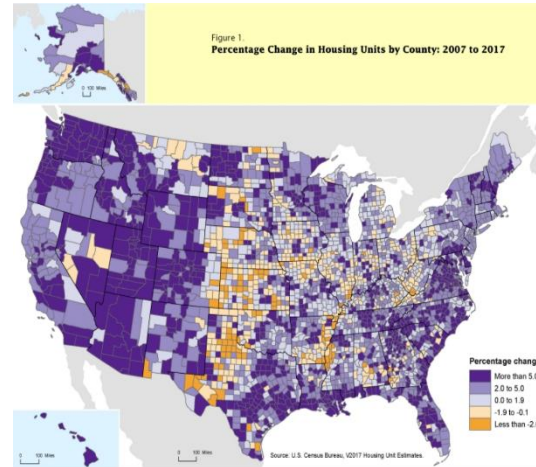 Figure 1.
Percentage Change in Housing Units by County: 2007 to 2017
0 100 Miles
Percentage chang
More than 5.0
2.0 to 5.0
0.0 to 1.9
-1.9 to -0.1
Less than -2.
0 100 Miles
0 100 Miles
Source: U.S. Census Bureau, V2017 Housing Unit Estimates.